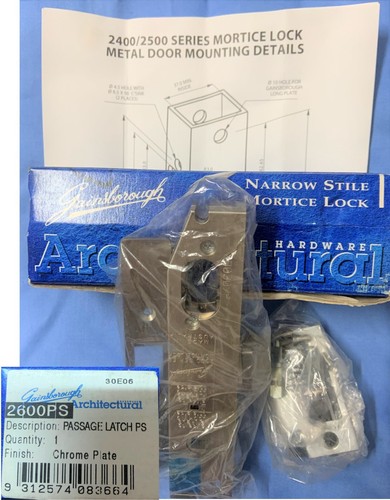 2400/2500 SERIES MORTICE LOCK
METAL DOOR MOUNTING DETAILS
Gainsborough
NARROW STILE
MORTICE LOCK
HARDWARE
Architectural
30E06
Gainsborough
Architectural
2600PS
Description: PASSAGE LATCH PS
Quantity: 1
Finish: Chrome Plate
9 312574 083664